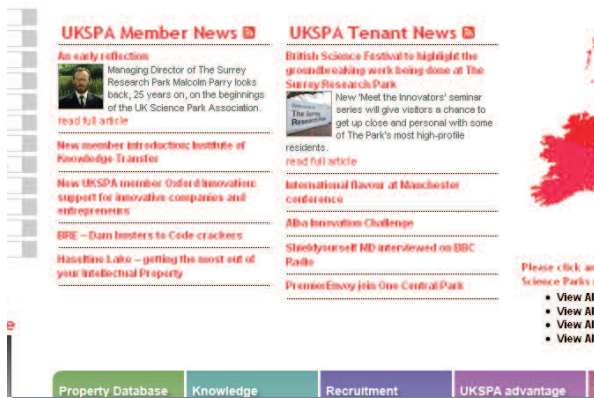 UKSPA Member News
An early reflection
Managing Director of The Surrey
Research Park Malcolm Parry looks
back, 25 years on, on the beginnings
of the UK Science Park Association.
read full article
New member introduction: Institute of
Knowledge Transfer
New UKSPA member Oxford Innovation:
support for innovative companies and
entrepreneurs
BRE – Dam busters to Code crackers
Haseltine Lake – getting the most out of
your Intellectual Property
UKSPA Tenant News
British Science Festival to highlight the
groundbreaking work being done at The
Surrey Research Park
The Surrey
Research Park
New 'Meet the Innovators' seminar
series will give visitors a chance to
get up close and personal with some
of The Park's most high-profile
residents.
read full article
International flavour at Manchester
conference
Alba Innovation Challenge
Shieldyourself MD interviewed on BBC
Radio
PremierEnvoy join One Central Park
Please click
Science Parks
• View
• View
• View
• View
Property Database
Knowledge
Recruitment
UKSPA advantage